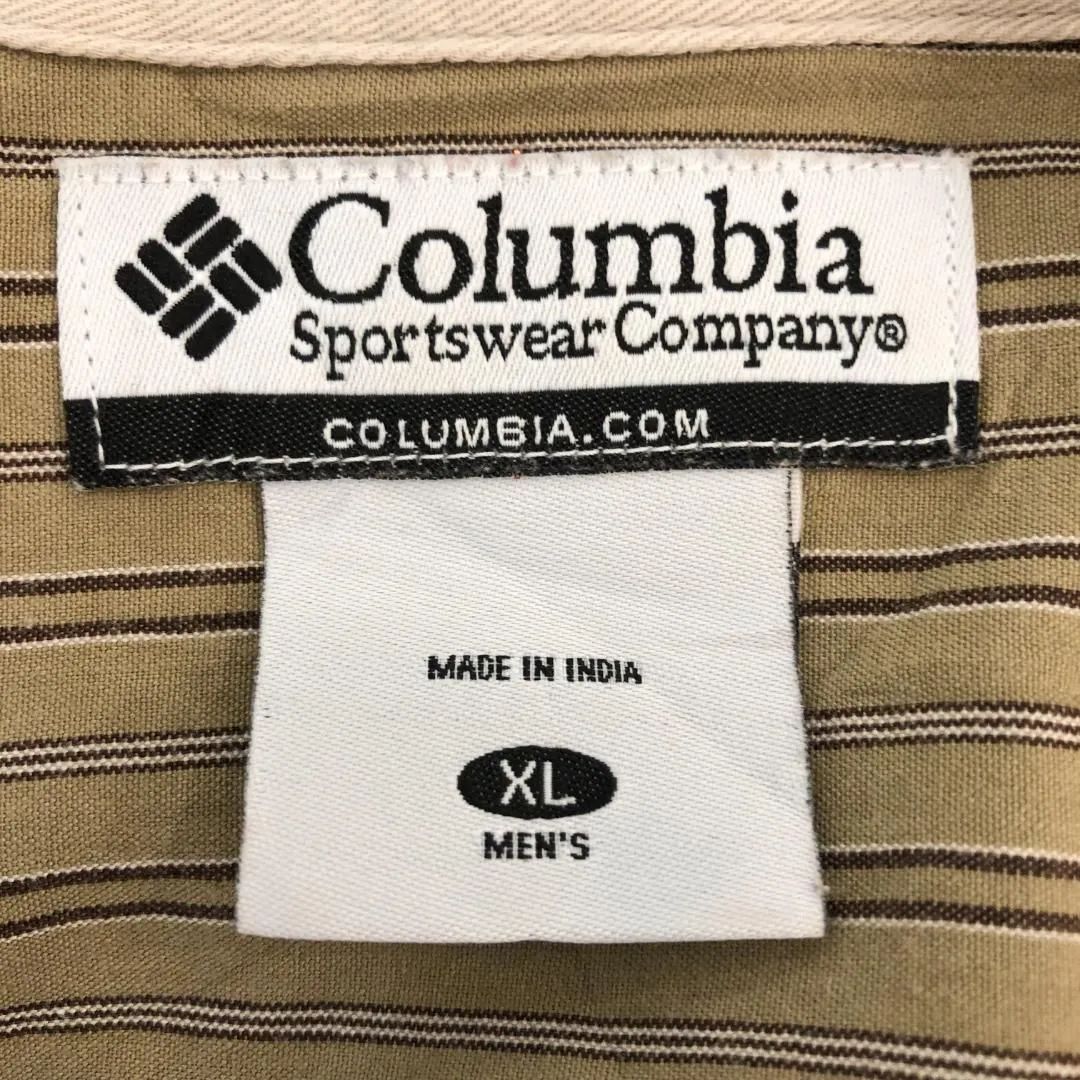 Columbia
Sportswear Company®
COLUMBIA.COM
MADE IN INDIA
XL
MEN'S